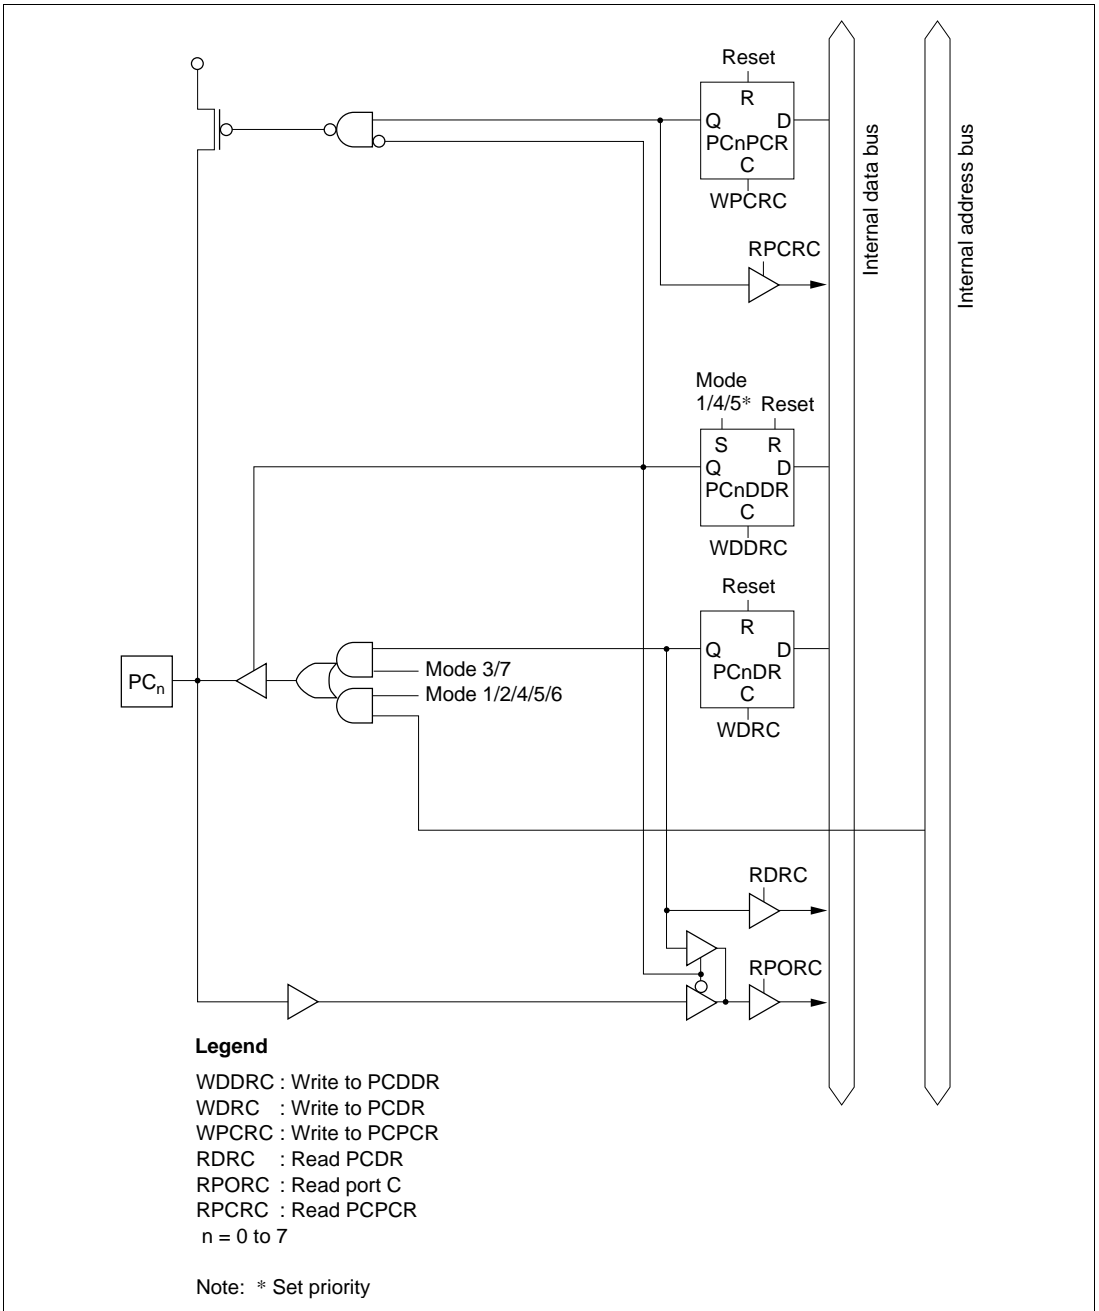 Reset
R
Q D
PCnPCR
C
WPCRC
RPCRC
Internal data bus
Internal address bus
Mode
1/4/5* Reset
S R
Q D
PCnDDR
C
WDDRC
Reset
R
Q D
PCnDR
C
WDRC
PCn
Mode 3/7
Mode 1/2/4/5/6
RDRC
RPORC
Legend
WDDRC : Write to PCDDR
WDRC : Write to PCDR
WPCRC : Write to PCPCR
RDRC : Read PCDR
RPORC : Read port C
RPCRC : Read PCPCR
n = 0 to 7
Note: * Set priority